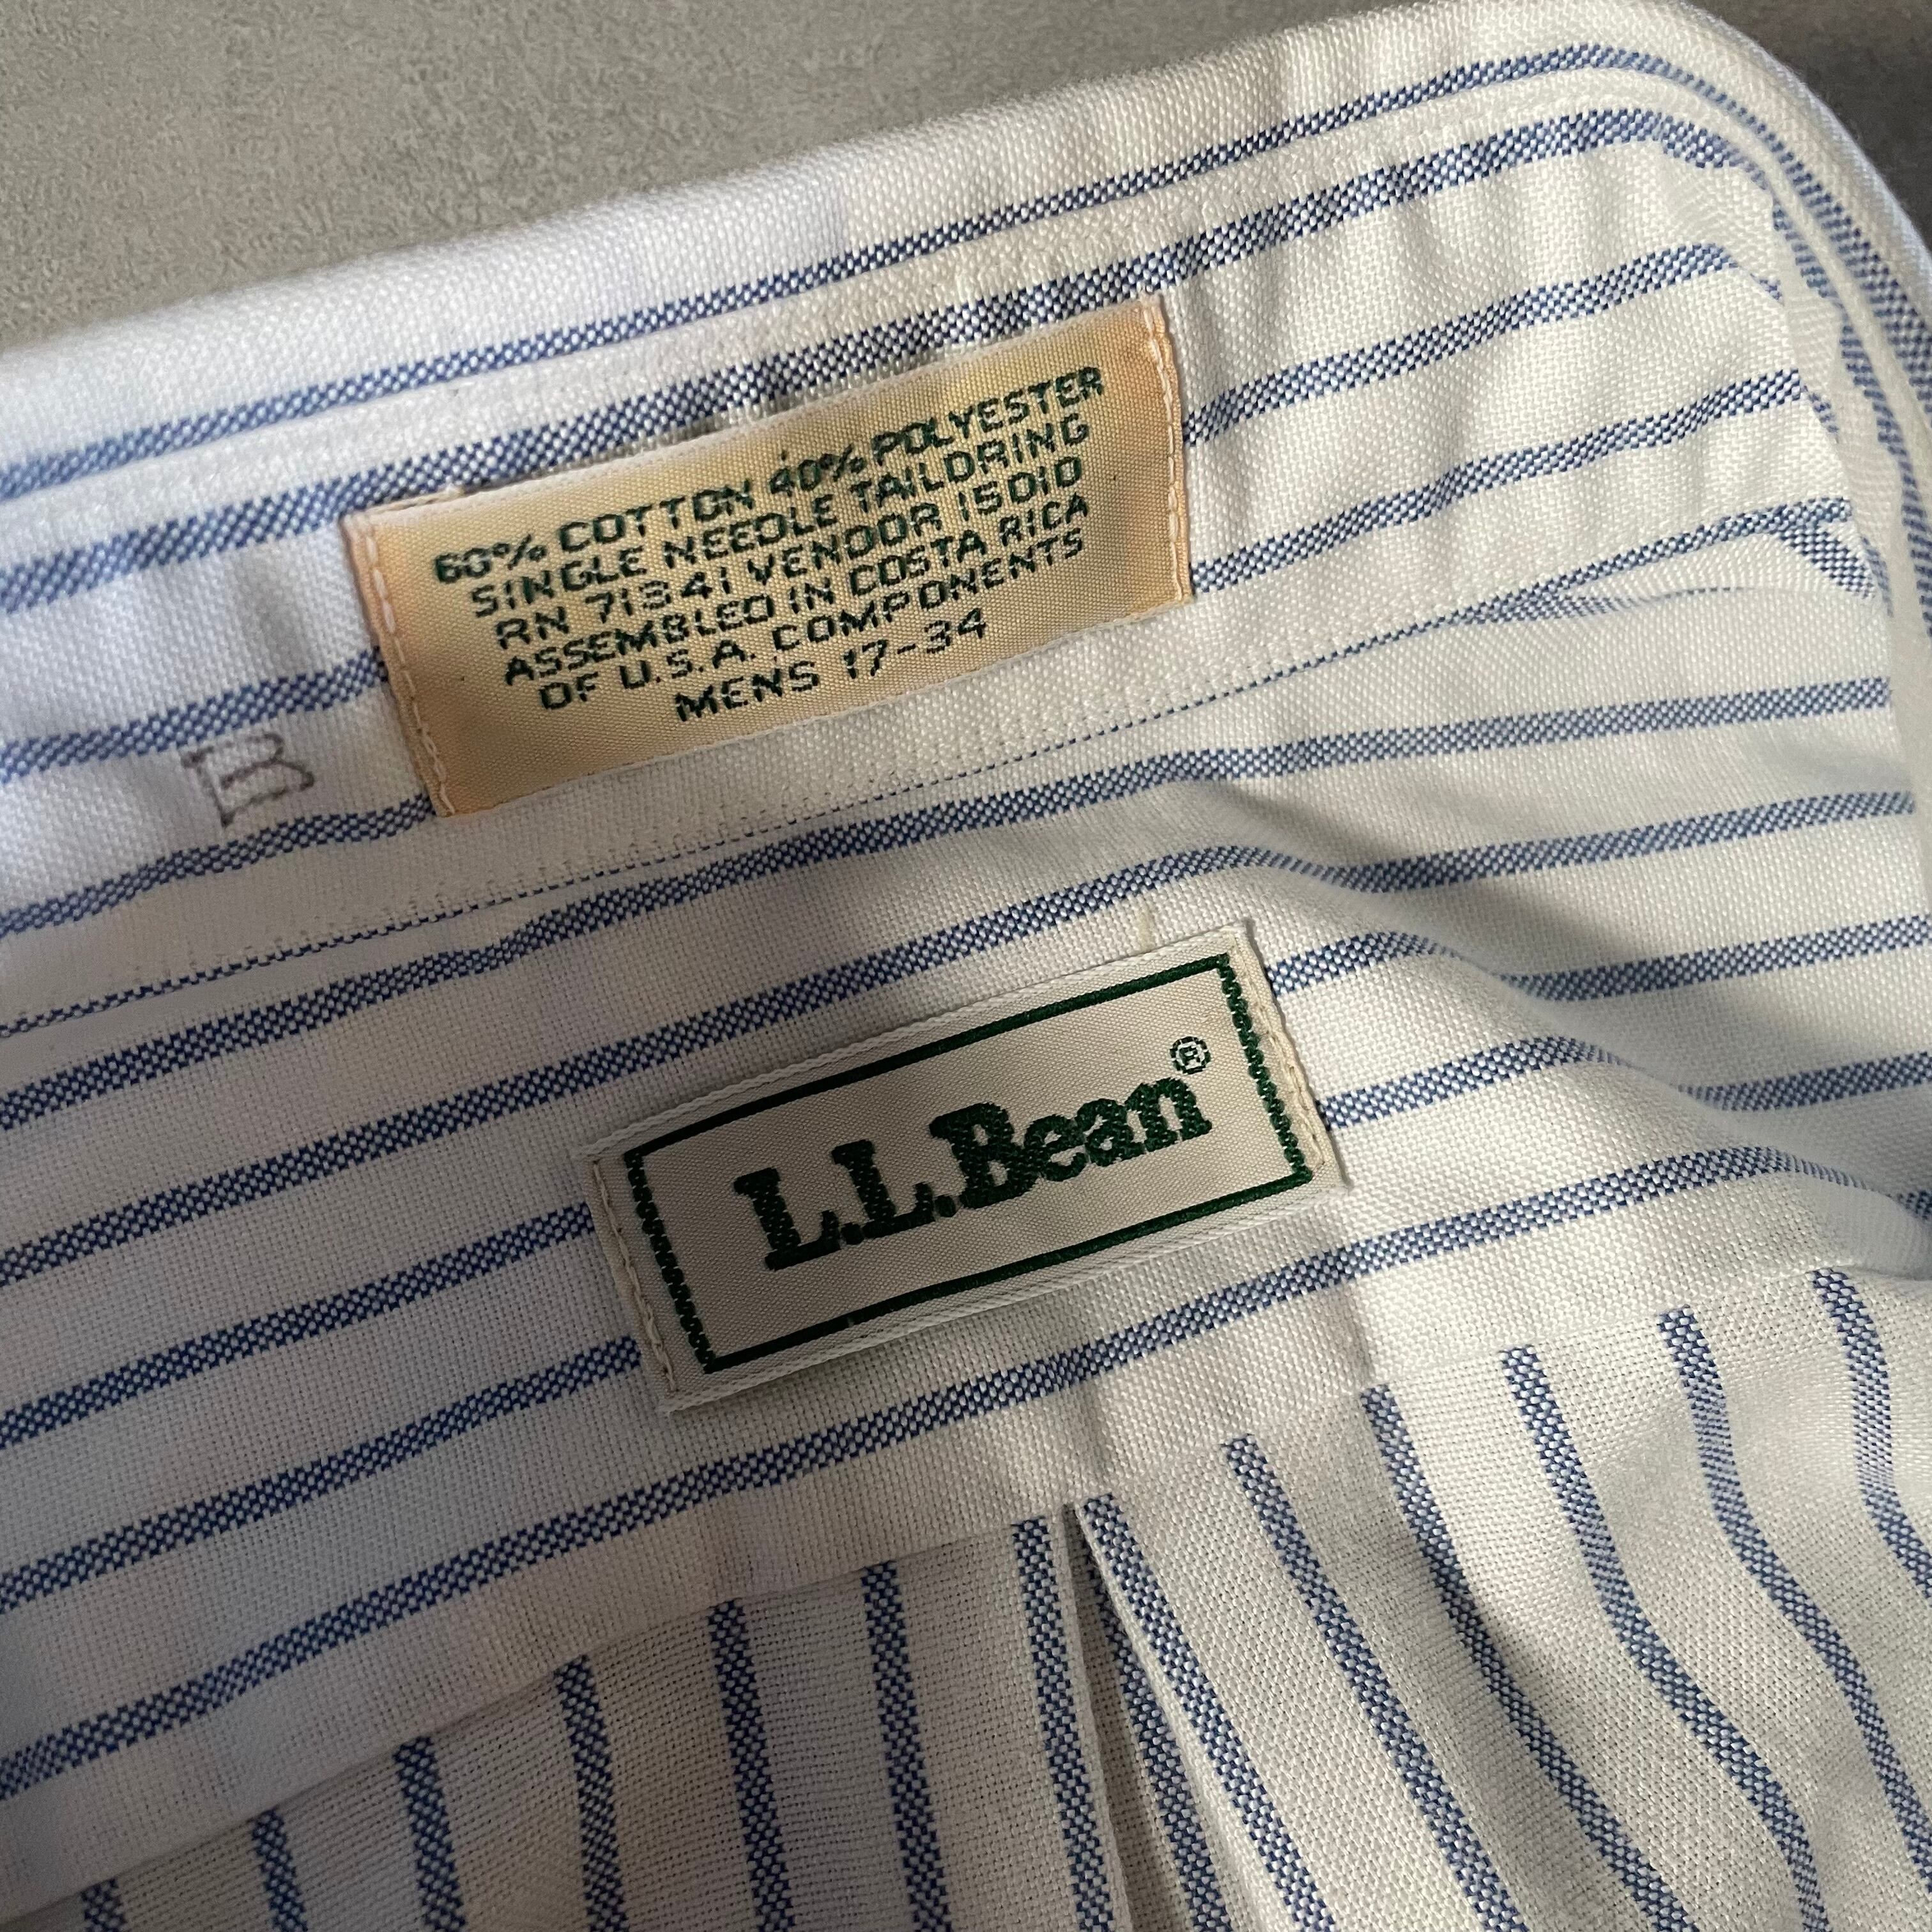 60% COTTON 40% POLYESTER
SINGLE NEEDLE TAILORING
RN 71341 VENDOR 15010
ASSEMBLED IN COSTA RICA
OF U.S.A. COMPONENTS
MENS 17-34
B
L.L.Bean®